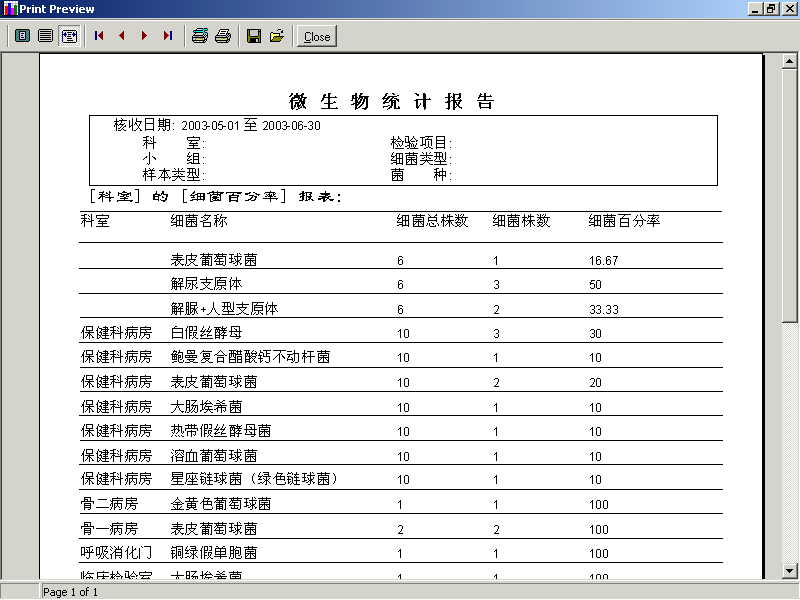 Print Preview
Close
微 生 物 统 计 报 告
核收日期: 2003-05-01 至 2003-06-30
科 室: 检验项目:
小 组: 细菌类型:
样本类型: 菌 种:
[科室] 的 [细菌百分率] 报表:
科室 细菌名称 细菌总株数 细菌株数 细菌百分率
表皮葡萄球菌 6 1 16.67
解尿支原体 6 3 50
解脲+人型支原体 6 2 33.33
保健科病房 白假丝酵母 10 3 30
保健科病房 鲍曼复合醋酸钙不动杆菌 10 1 10
保健科病房 表皮葡萄球菌 10 2 20
保健科病房 大肠埃希菌 10 1 10
保健科病房 热带假丝酵母菌 10 1 10
保健科病房 溶血葡萄球菌 10 1 10
保健科病房 星座链球菌（绿色链球菌） 10 1 10
骨二病房 金黄色葡萄球菌 1 1 100
骨一病房 表皮葡萄球菌 2 2 100
呼吸消化门 铜绿假单胞菌 1 1 100
临床检验室 大肠埃希菌 1 1 100
Page 1 of 1